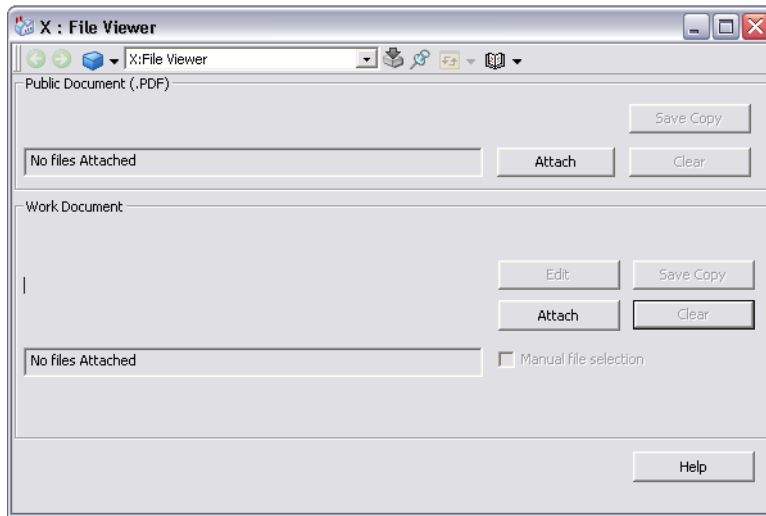 X : File Viewer
X:File Viewer
Public Document (.PDF)
Save Copy
No files Attached
Attach
Clear
Work Document
Edit
Save Copy
Attach
Clear
No files Attached
Manual file selection
Help